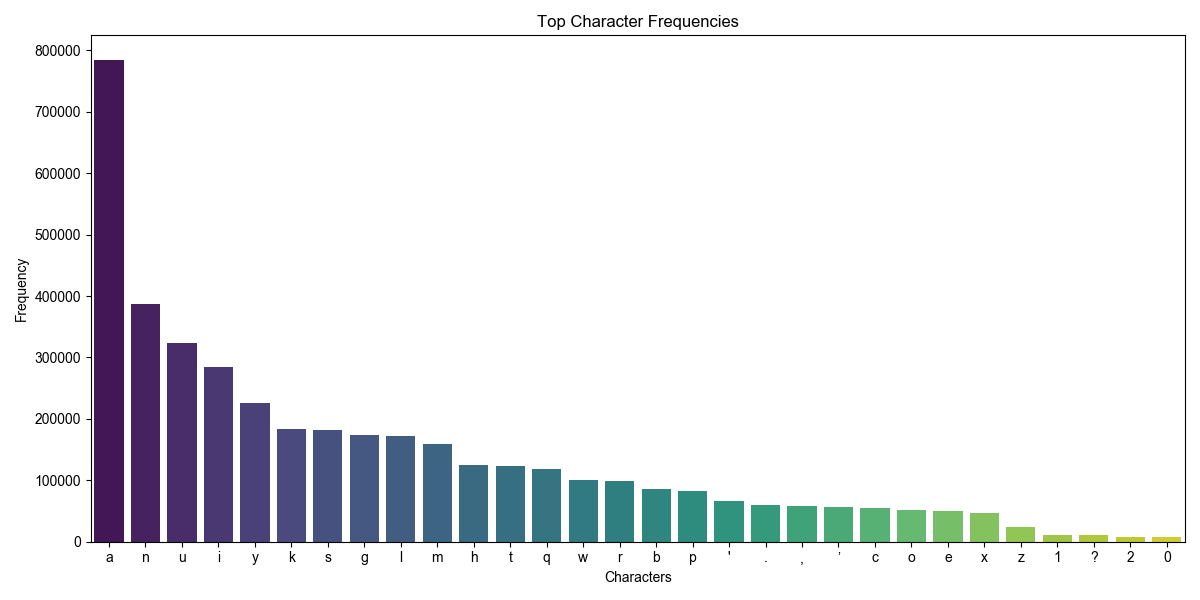 Top Character Frequencies
800000
700000
600000
500000
400000
300000
200000
100000
0
Frequency
a n u i y k s g l m h t q w r b p ' . , ’ c o e x z 1 ? 2 0
Characters